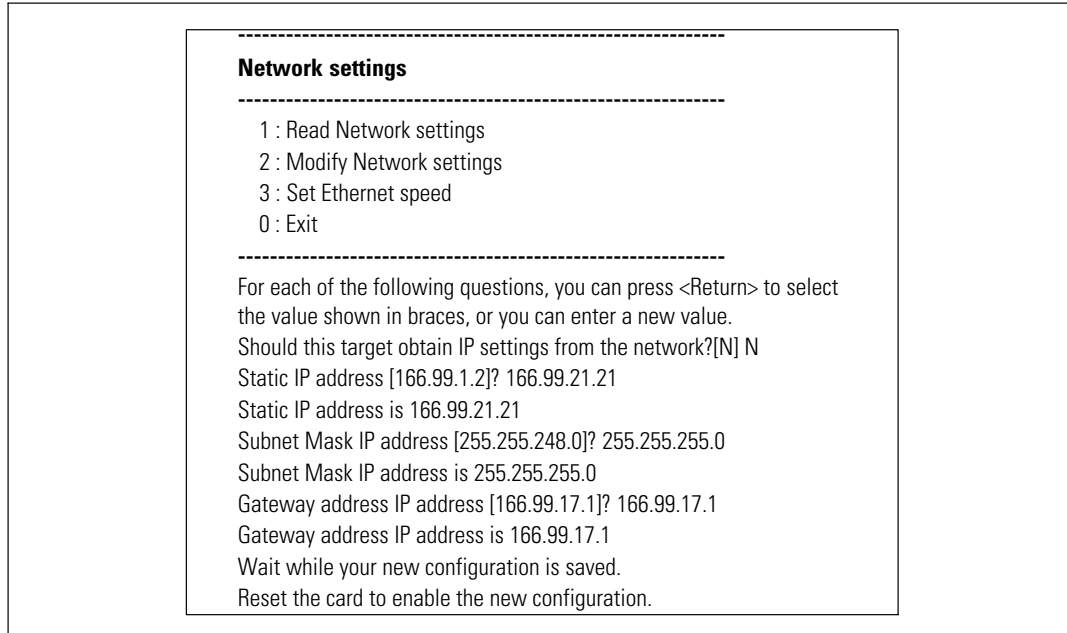 -------------------------------------------------------------
Network settings
-------------------------------------------------------------
1 : Read Network settings
2 : Modify Network settings
3 : Set Ethernet speed
0 : Exit
-------------------------------------------------------------
For each of the following questions, you can press <Return> to select
the value shown in braces, or you can enter a new value.
Should this target obtain IP settings from the network?[N] N
Static IP address [166.99.1.2]? 166.99.21.21
Static IP address is 166.99.21.21
Subnet Mask IP address [255.255.248.0]? 255.255.255.0
Subnet Mask IP address is 255.255.255.0
Gateway address IP address [166.99.17.1]? 166.99.17.1
Gateway address IP address is 166.99.17.1
Wait while your new configuration is saved.
Reset the card to enable the new configuration.